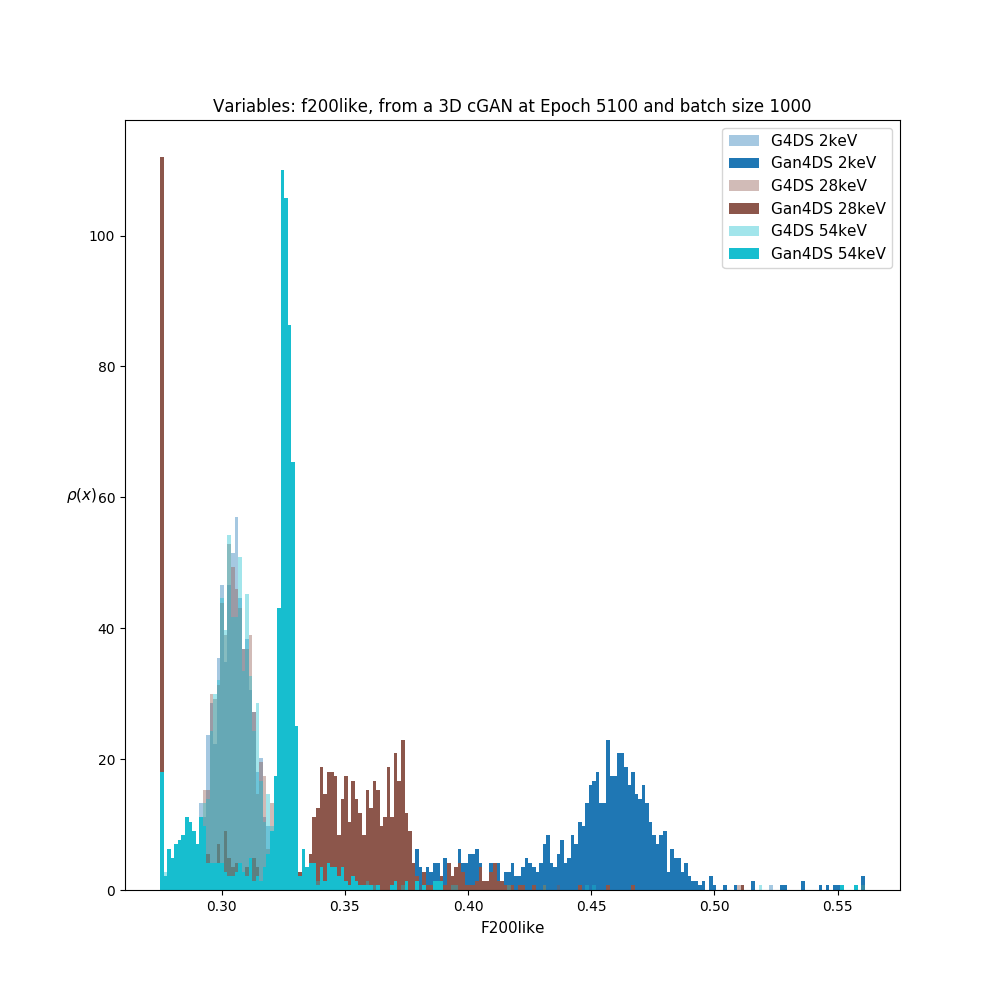 Variables: f200like, from a 3D cGAN at Epoch 5100 and batch size 1000
G4DS 2keV
Gan4DS 2keV
G4DS 28keV
Gan4DS 28keV
G4DS 54keV
Gan4DS 54keV
100
80
ρ(x) 60
40
20
0
0.30 0.35 0.40 0.45 0.50 0.55
F200like